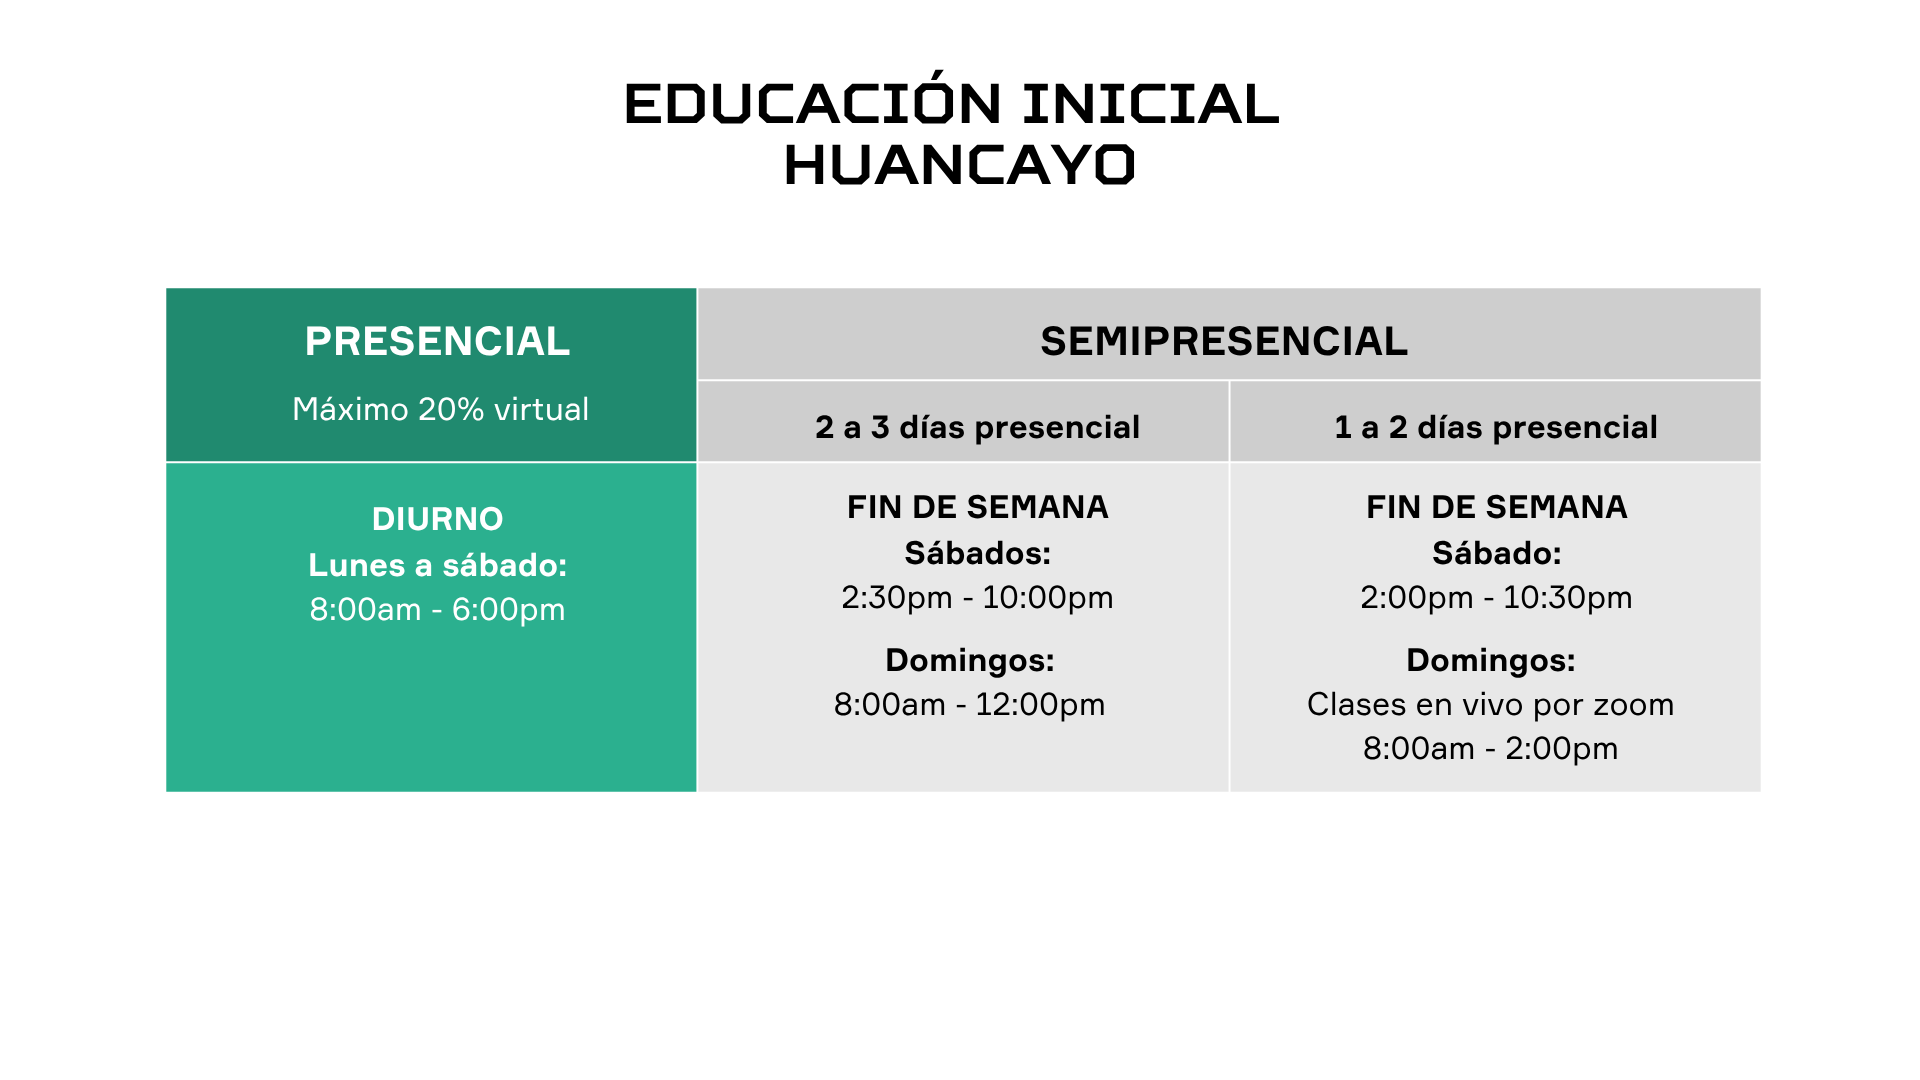 EDUCACIÓN INICIAL
HUANCAYO
PRESENCIAL
Máximo 20% virtual
SEMIPRESENCIAL
2 a 3 días presencial
1 a 2 días presencial
DIURNO
Lunes a sábado:
8:00am - 6:00pm
FIN DE SEMANA
Sábados:
2:30pm - 10:00pm
Domingos:
8:00am - 12:00pm
FIN DE SEMANA
Sábado:
2:00pm - 10:30pm
Domingos:
Clases en vivo por zoom
8:00am - 2:00pm